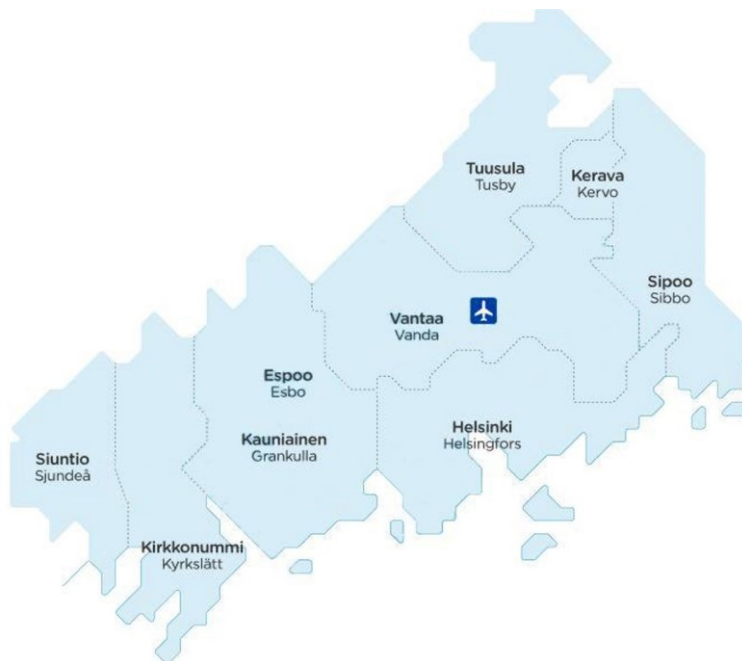 Tuusula
Tusby
Kerava
Kervo
Sipoo
Sibbo
Vantaa
Vanda
Espoo
Esbo
Helsinki
Helsingfors
Kauniainen
Grankulla
Siuntio
Sjundeå
Kirkkonummi
Kyrkslätt